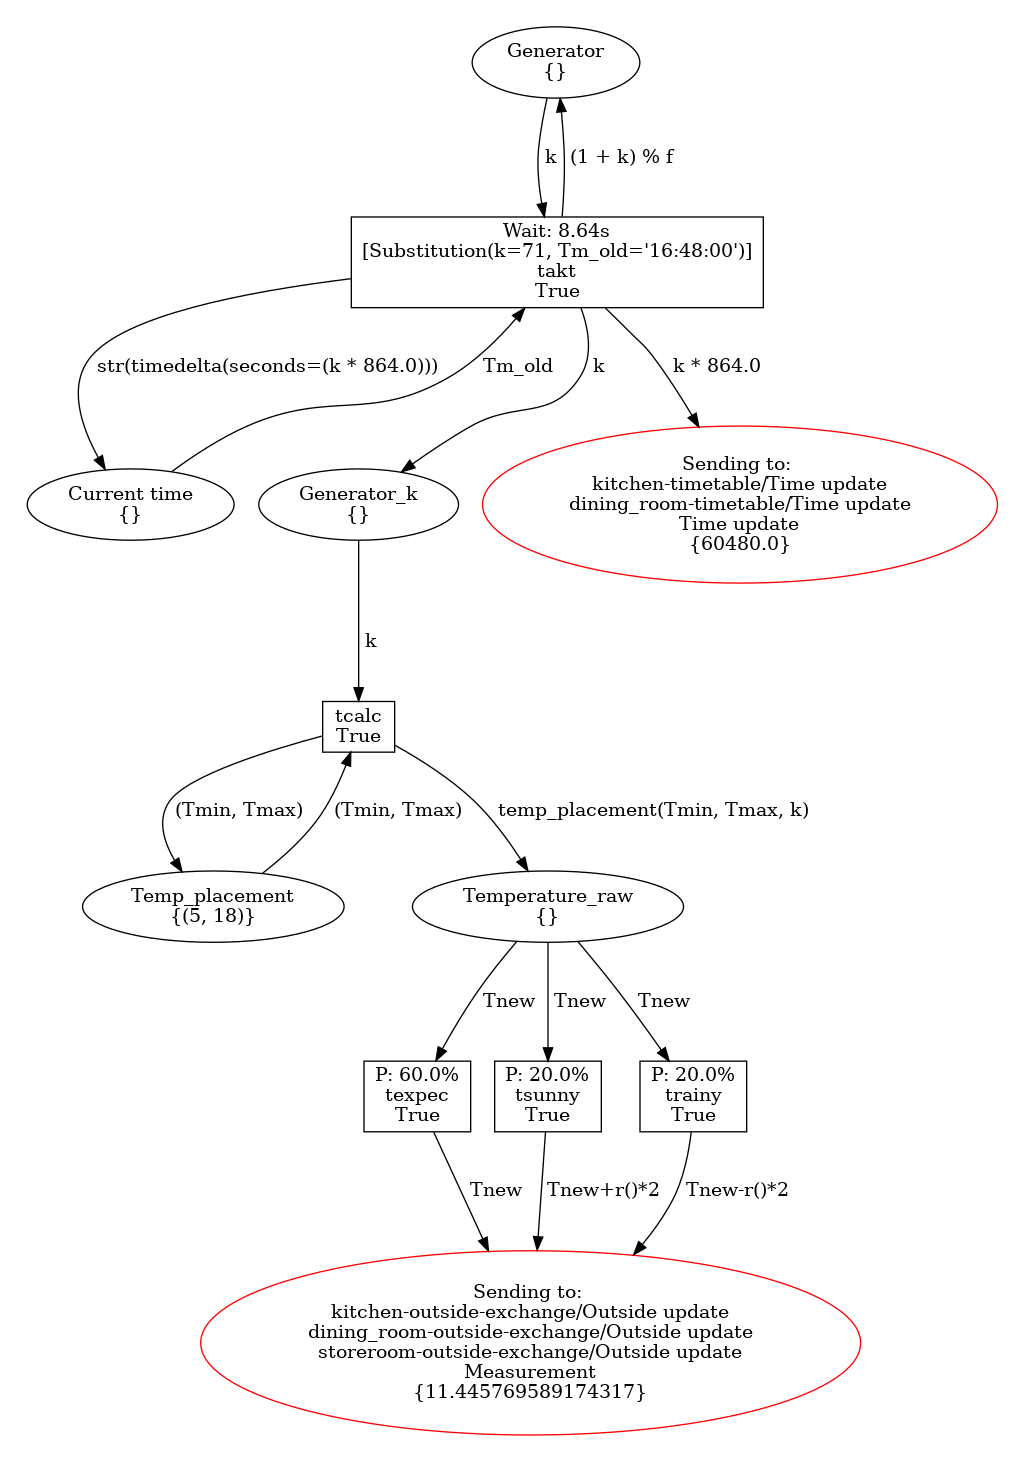 Generator
{}
k
(1 + k) % f
Wait: 8.64s
[Substitution(k=71, Tm_old='16:48:00')]
takt
True
str(timedelta(seconds=(k * 864.0)))
Tm_old
k
k * 864.0
Current time
{}
Generator_k
{}
Sending to:
kitchen-timetable/Time update
dining_room-timetable/Time update
Time update
{60480.0}
k
tcalc
True
(Tmin, Tmax)
(Tmin, Tmax)
temp_placement(Tmin, Tmax, k)
Temp_placement
{(5, 18)}
Temperature_raw
{}
Tnew
Tnew
Tnew
P: 60.0%
texpec
True
P: 20.0%
tsunny
True
P: 20.0%
trainy
True
Tnew
Tnew+r()*2
Tnew-r()*2
Sending to:
kitchen-outside-exchange/Outside update
dining_room-outside-exchange/Outside update
storeroom-outside-exchange/Outside update
Measurement
{11.445769589174317}